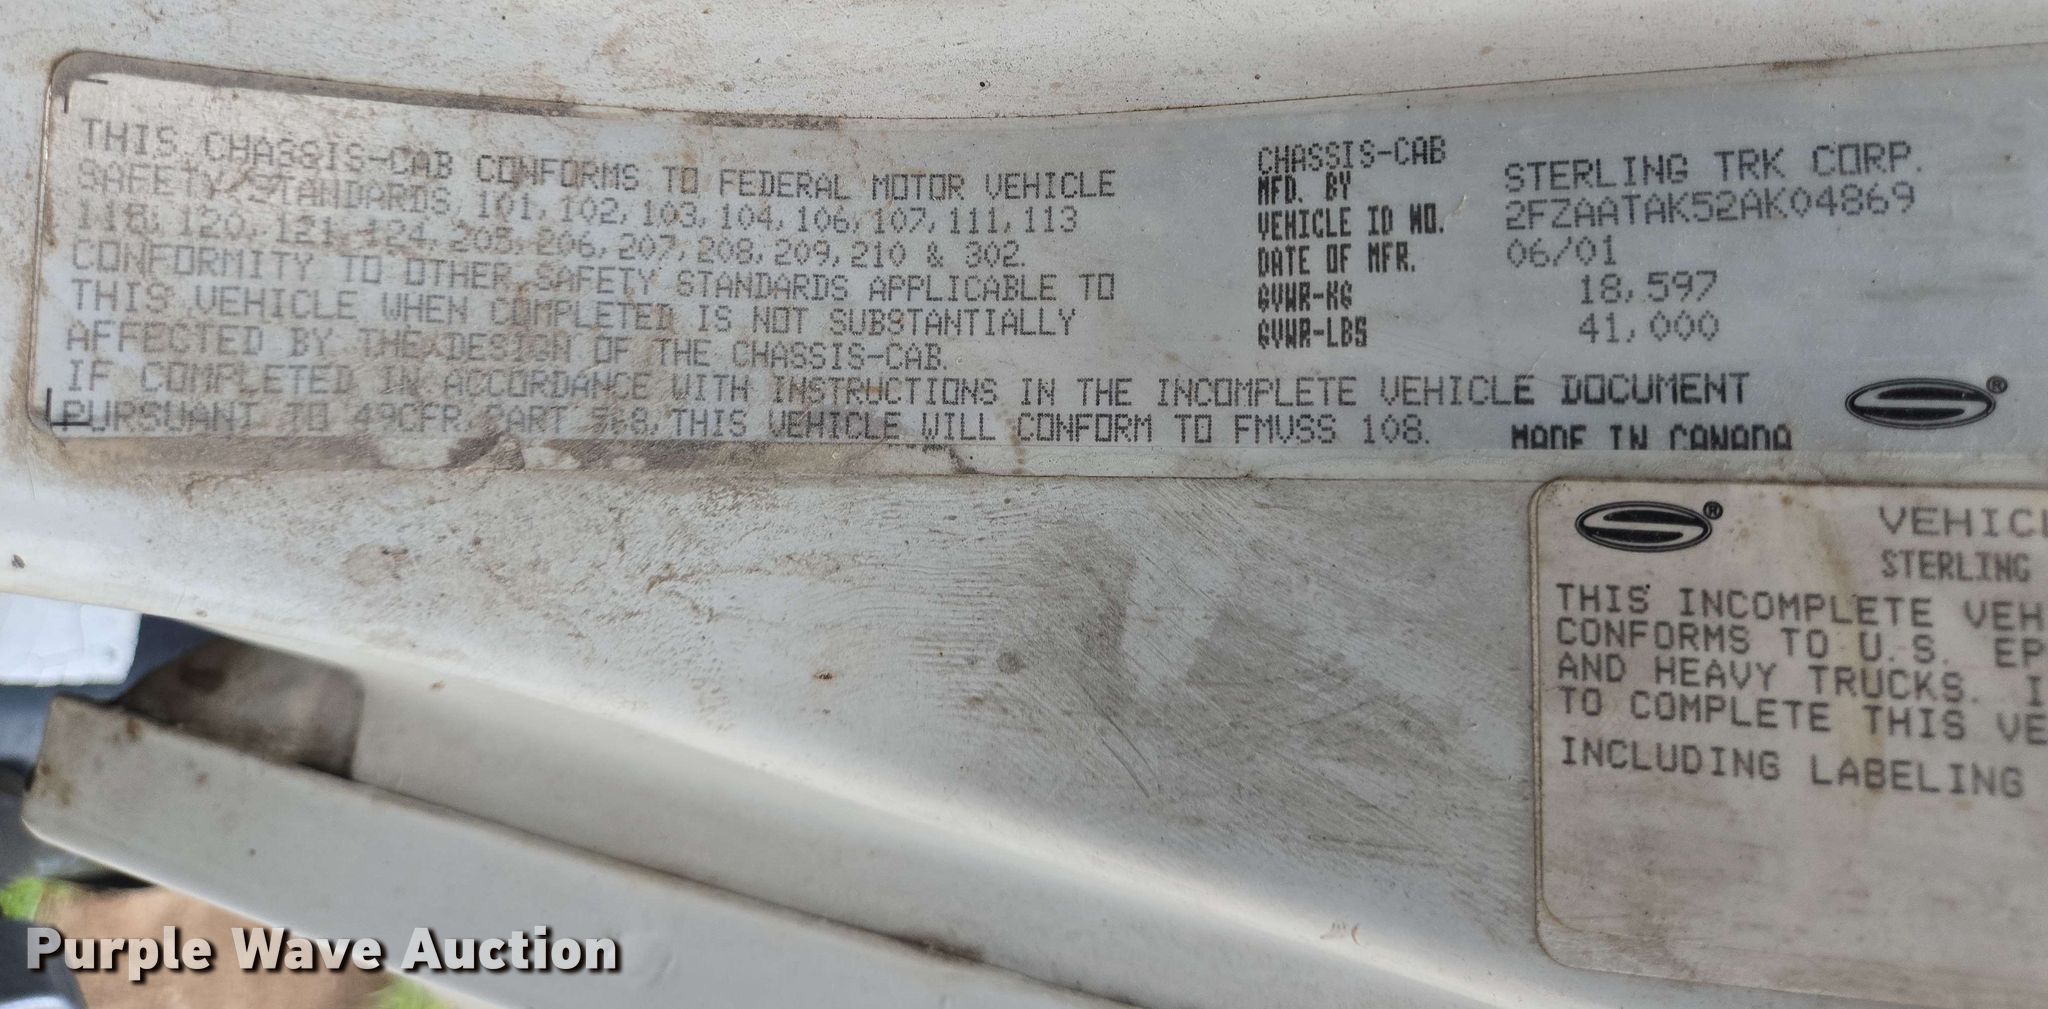 THIS CHASSIS-CAB CONFORMS TO FEDERAL MOTOR VEHICLE
SAFETY STANDARDS, 101, 102, 103, 104, 106, 107, 111, 113
118, 120, 121, 124, 205, 206, 207, 208, 209, 210 & 302.
CONFORMITY TO OTHER SAFETY STANDARDS APPLICABLE TO
THIS VEHICLE WHEN COMPLETED IS NOT SUBSTANTIALLY
AFFECTED BY THE DESIGN OF THE CHASSIS-CAB.
IF COMPLETED IN ACCORDANCE WITH INSTRUCTIONS IN THE INCOMPLETE VEHICLE DOCUMENT
PURSUANT TO 49CFR, PART 568, THIS VEHICLE WILL CONFORM TO FMVSS 108.
CHASSIS-CAB
MFD. BY STERLING TRK CORP.
VEHICLE ID NO. 2FZAATAK52AK04869
DATE OF MFR. 06/01
GVWR-KG 18,597
GVWR-LBS 41,000
MADE IN CANADA
®
®
VEHICL
STERLING
THIS INCOMPLETE VEH
CONFORMS TO U.S. EP
AND HEAVY TRUCKS. I
TO COMPLETE THIS VE
INCLUDING LABELING
Purple Wave Auction